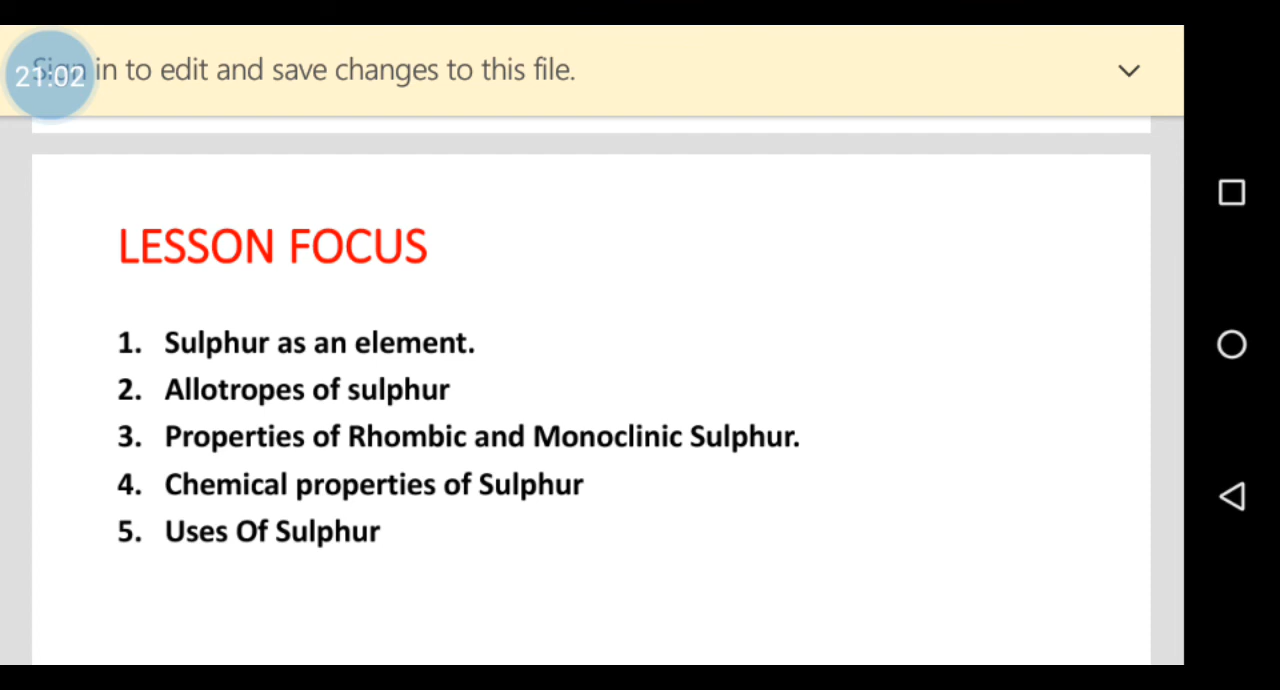 Sign in to edit and save changes to this file.
21:02
LESSON FOCUS
1. Sulphur as an element.
2. Allotropes of sulphur
3. Properties of Rhombic and Monoclinic Sulphur.
4. Chemical properties of Sulphur
5. Uses Of Sulphur